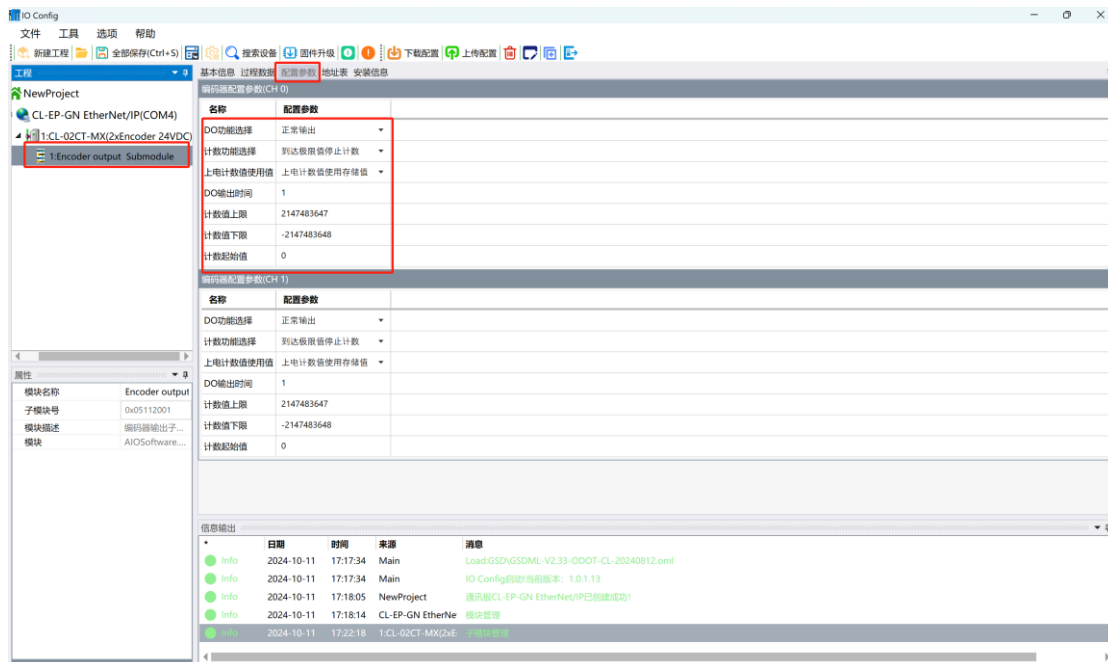 IO Config
文件 工具 选项 帮助
新建工程 全部保存(Ctrl+S) 搜索设备 固件升级 下载配置 上传配置
工程
基本信息 过程数据 配置参数 地址表 安装信息
NewProject
CL-EP-GN EtherNet/IP(COM4)
1:CL-02CT-MX(2xEncoder 24VDC)
1:Encoder output Submodule
编码器配置参数(CH 0)
名称 配置参数
DO功能选择 正常输出
计数功能选择 到达极限值停止计数
上电计数值使用值 上电计数值使用存储值
DO输出时间 1
计数值上限 2147483647
计数值下限 -2147483648
计数起始值 0
编码器配置参数(CH 1)
名称 配置参数
DO功能选择 正常输出
计数功能选择 到达极限值停止计数
上电计数值使用值 上电计数值使用存储值
DO输出时间 1
计数值上限 2147483647
计数值下限 -2147483648
计数起始值 0
属性
模块名称 Encoder output
子模块号 0x05112001
模块描述 编码器输出子...
模块 AIOSoftware....
信息输出
* 日期 时间 来源 消息
Info 2024-10-11 17:17:34 Main Load:GSD\GSDML-V2.33-ODOT-CL-20240812.oml
Info 2024-10-11 17:17:34 Main IO Config启动!当前版本：1.0.1.13
Info 2024-10-11 17:18:05 NewProject 通讯板CL-EP-GN EtherNet/IP已创建成功!
Info 2024-10-11 17:18:14 CL-EP-GN EtherNe 模块管理
Info 2024-10-11 17:22:18 1:CL-02CT-MX(2xE 子模块管理